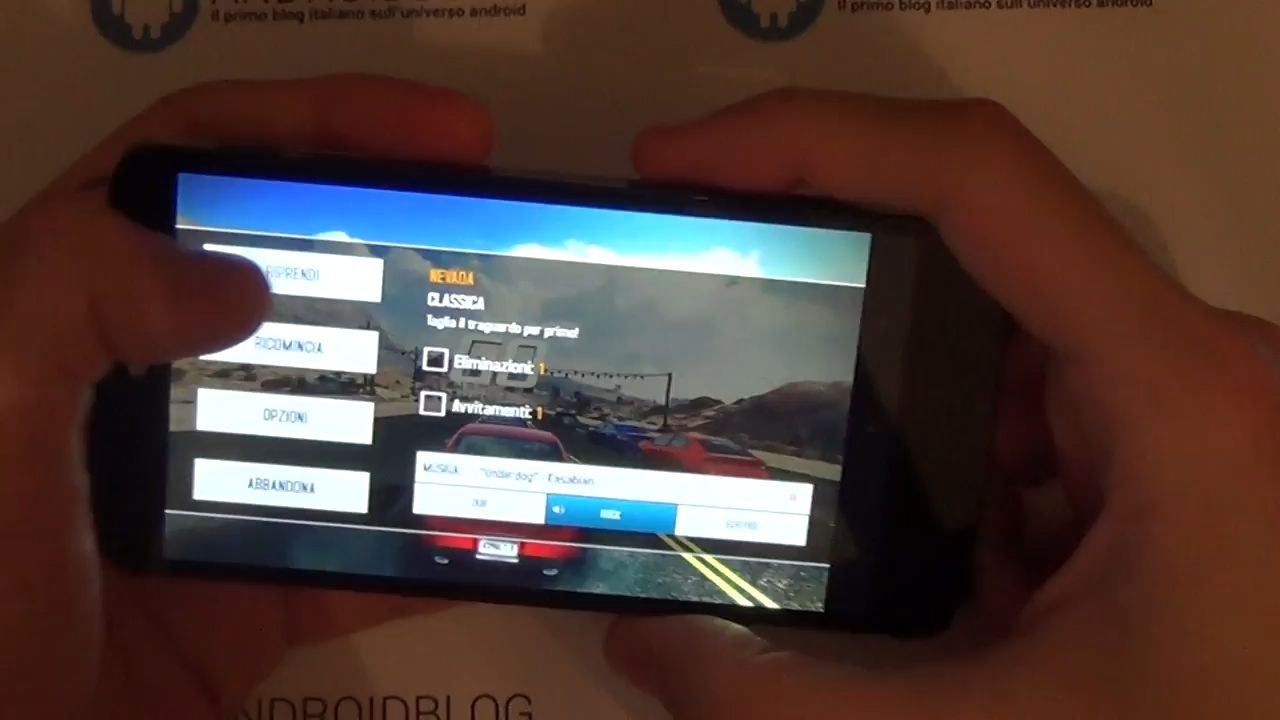 il primo blog italiano sull'universo android
il primo blog italiano sull'universo android
RIPRENDI
RICOMINCIA
OPZIONI
ABBANDONA
NEVADA
CLASSICA
Taglia il traguardo per primo!
Eliminazioni: 1
Avvitamenti: 1
MUSICA: "Underdog" - Kasabian
DUB
ROCK
ANDROIDBLOG